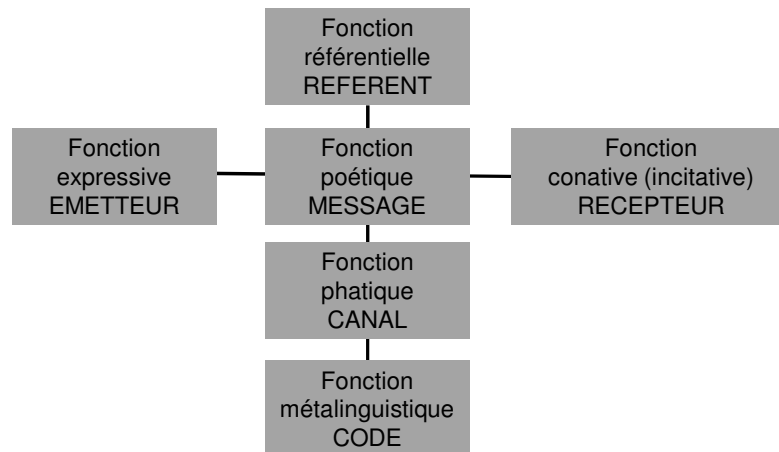 Fonction
référentielle
REFERENT
Fonction
expressive
EMETTEUR
Fonction
poétique
MESSAGE
Fonction
conative (incitative)
RECEPTEUR
Fonction
phatique
CANAL
Fonction
métalinguistique
CODE